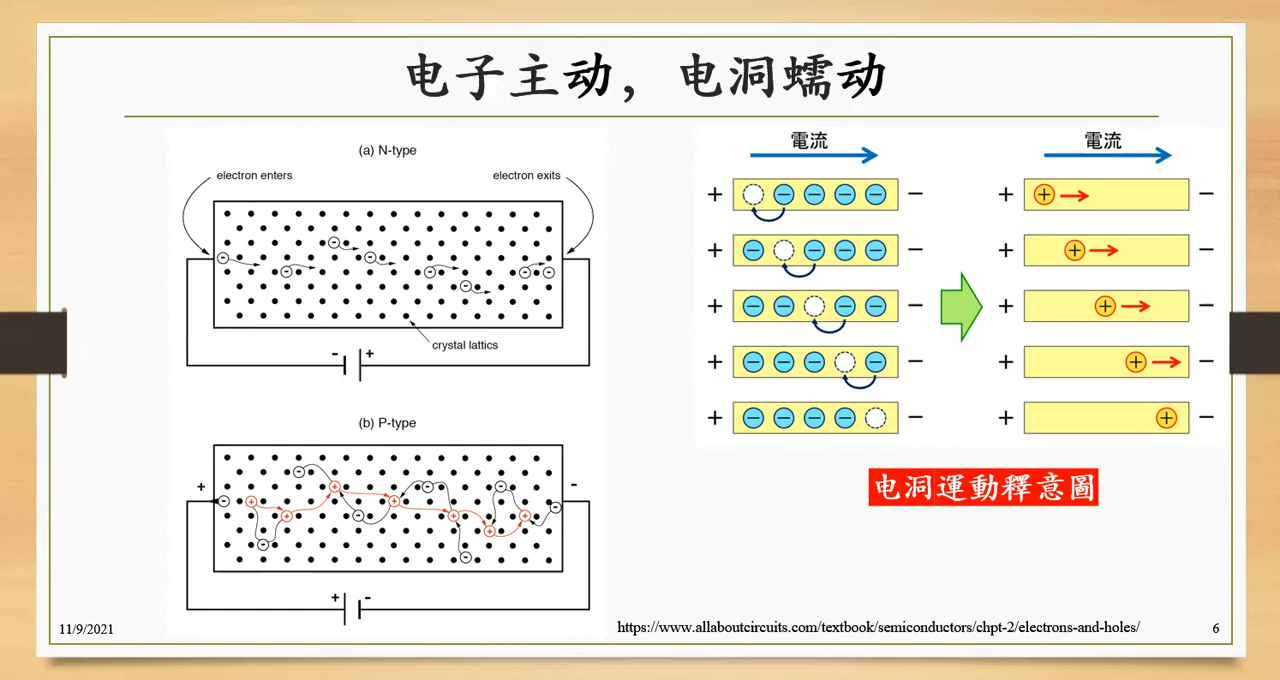 电子主动，电洞蠕动
(a) N-type
electron enters
electron exits
crystal lattics
- +
(b) P-type
+ -
+ -
電流
電流
+ - + -
+ - + -
+ - + -
+ - + -
+ - + -
电洞運動釋意圖
11/9/2021
https://www.allaboutcircuits.com/textbook/semiconductors/chpt-2/electrons-and-holes/
6